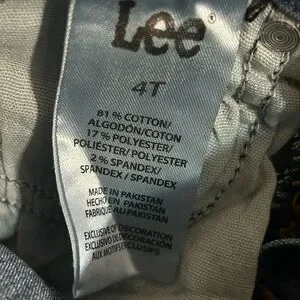 Lee
4T
81 % COTTON/
ALGODÓN/COTON
17 % POLYESTER/
POLIÉSTER/POLYESTER
2 % SPANDEX/
SPANDEX / SPANDEX
MADE IN PAKISTAN
HECHO EN PAKISTAN
FABRIQUÉ AU PAKISTAN
EXCLUSIVE OF DECORATION
EXCLUSIVO DE DECORACIÓN
AUX MOTIFS EXCLUSIFS